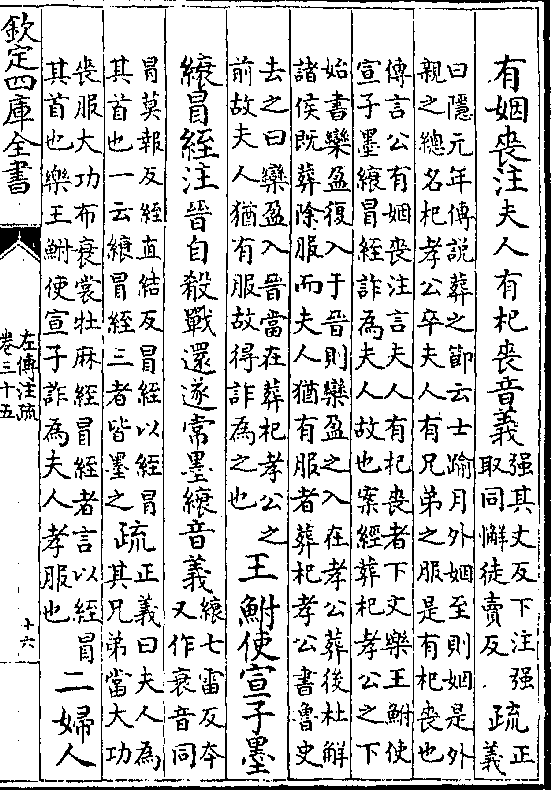 有姻喪注夫人有杞喪音義
强其丈反下注强
取同懈徒賣反
疏
正
義
曰隱元年傳說葬之節云士踰月外姻至則姻是外
親之總名杞孝公卒夫人有兄弟之服是有杞喪也
傳言公有姻喪注言夫人有杞喪者下文樂王鮒使
宣子墨縗冒絰詐為夫人故也案經葬杞孝公之下
始書欒盈復入于晉則欒盈之入在孝公葬後杜解
諸侯既葬除服而夫人猶有服者葬杞孝公書魯史
去之曰欒盈入晉當在葬杞孝公之
前故夫人猶有服故得詐為之也
王鮒使宣子墨
縗冒絰注晉自殽戰還遂常墨縗音義
縗七雷反本
又作衰音同
冒莫報反絰直結反冒絰以絰冒
其首也一云縗冒絰三者皆墨之
疏
正義曰夫人為
其兄弟當大功
喪服大功布衰裳牡麻絰冒絰者言以絰冒
其首也樂王鮒使宣子詐為夫人孝服也
二婦人
欽定四庫全書
左傳注疏
卷三十五
十六